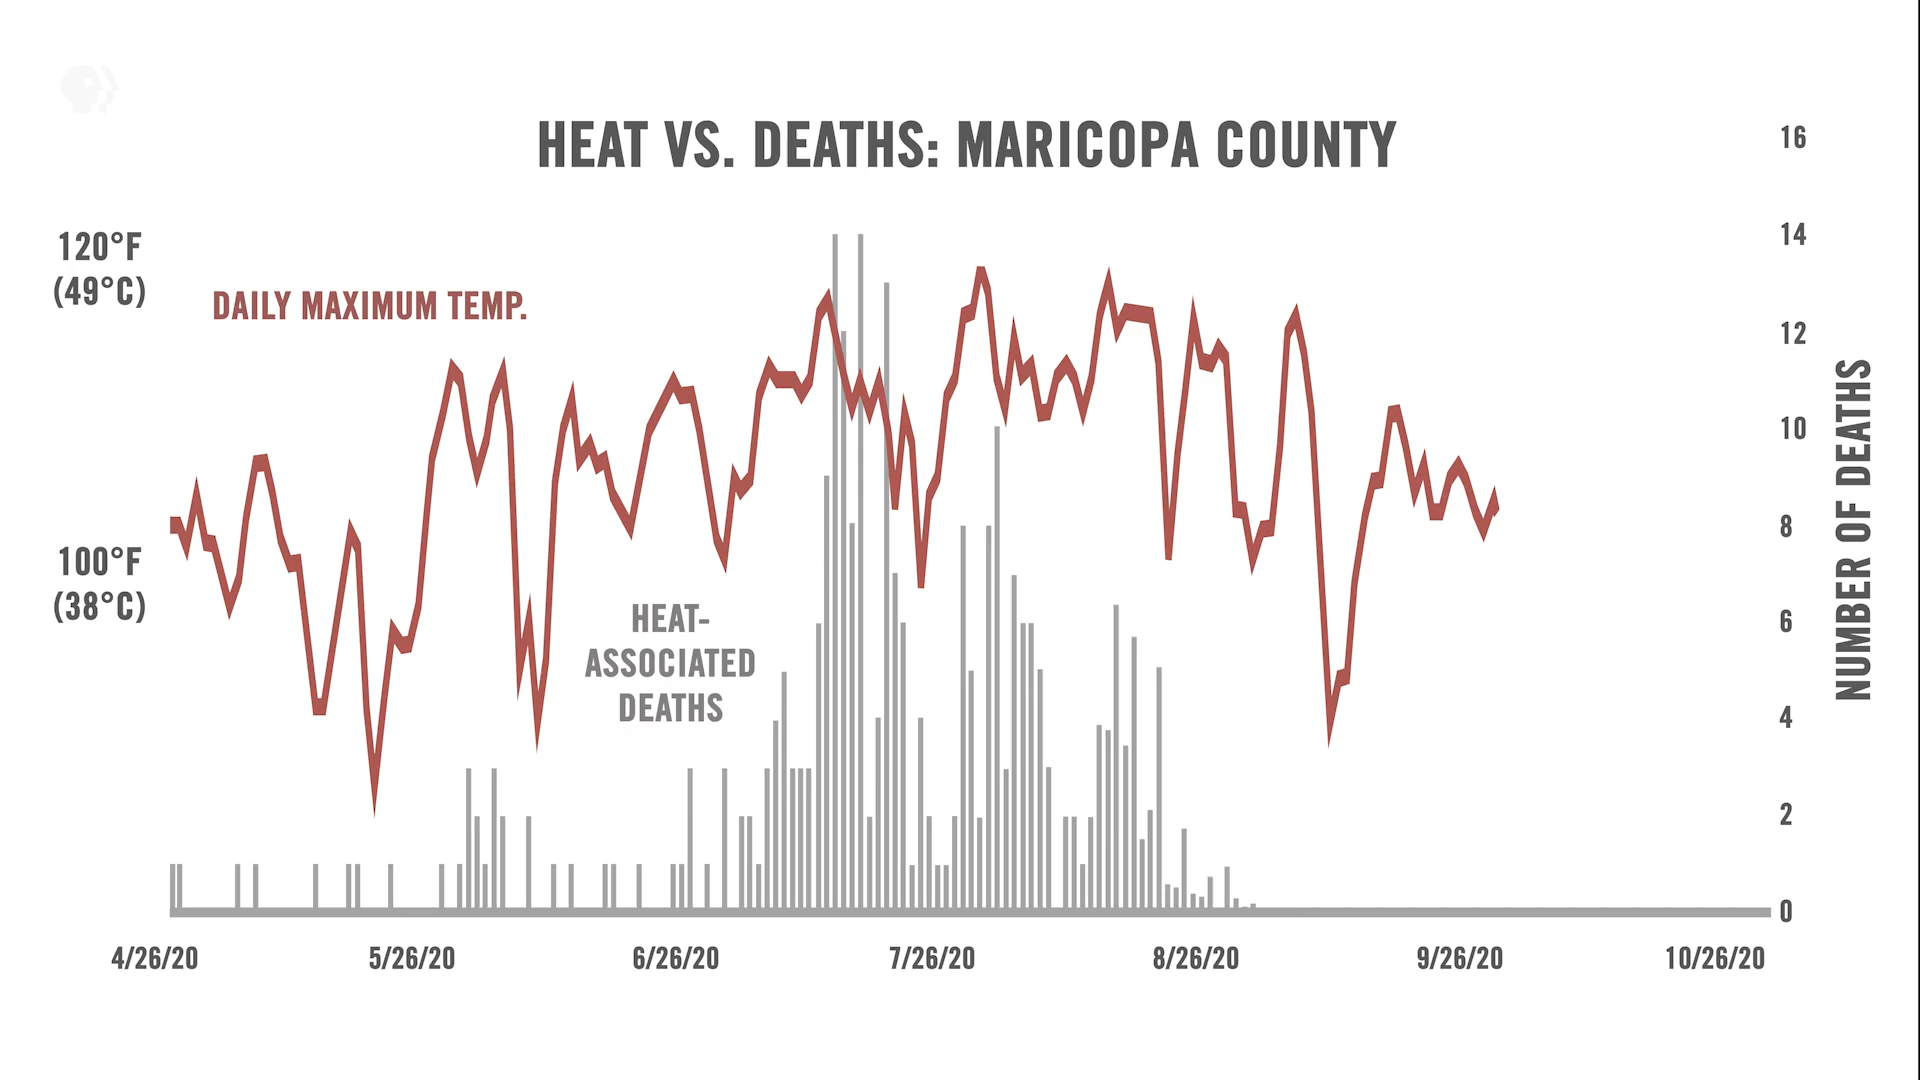 HEAT VS. DEATHS: MARICOPA COUNTY
120°F
(49°C)
100°F
(38°C)
DAILY MAXIMUM TEMP.
HEAT-
ASSOCIATED
DEATHS
16
14
12
10
8
6
4
2
0
NUMBER OF DEATHS
4/26/20
5/26/20
6/26/20
7/26/20
8/26/20
9/26/20
10/26/20